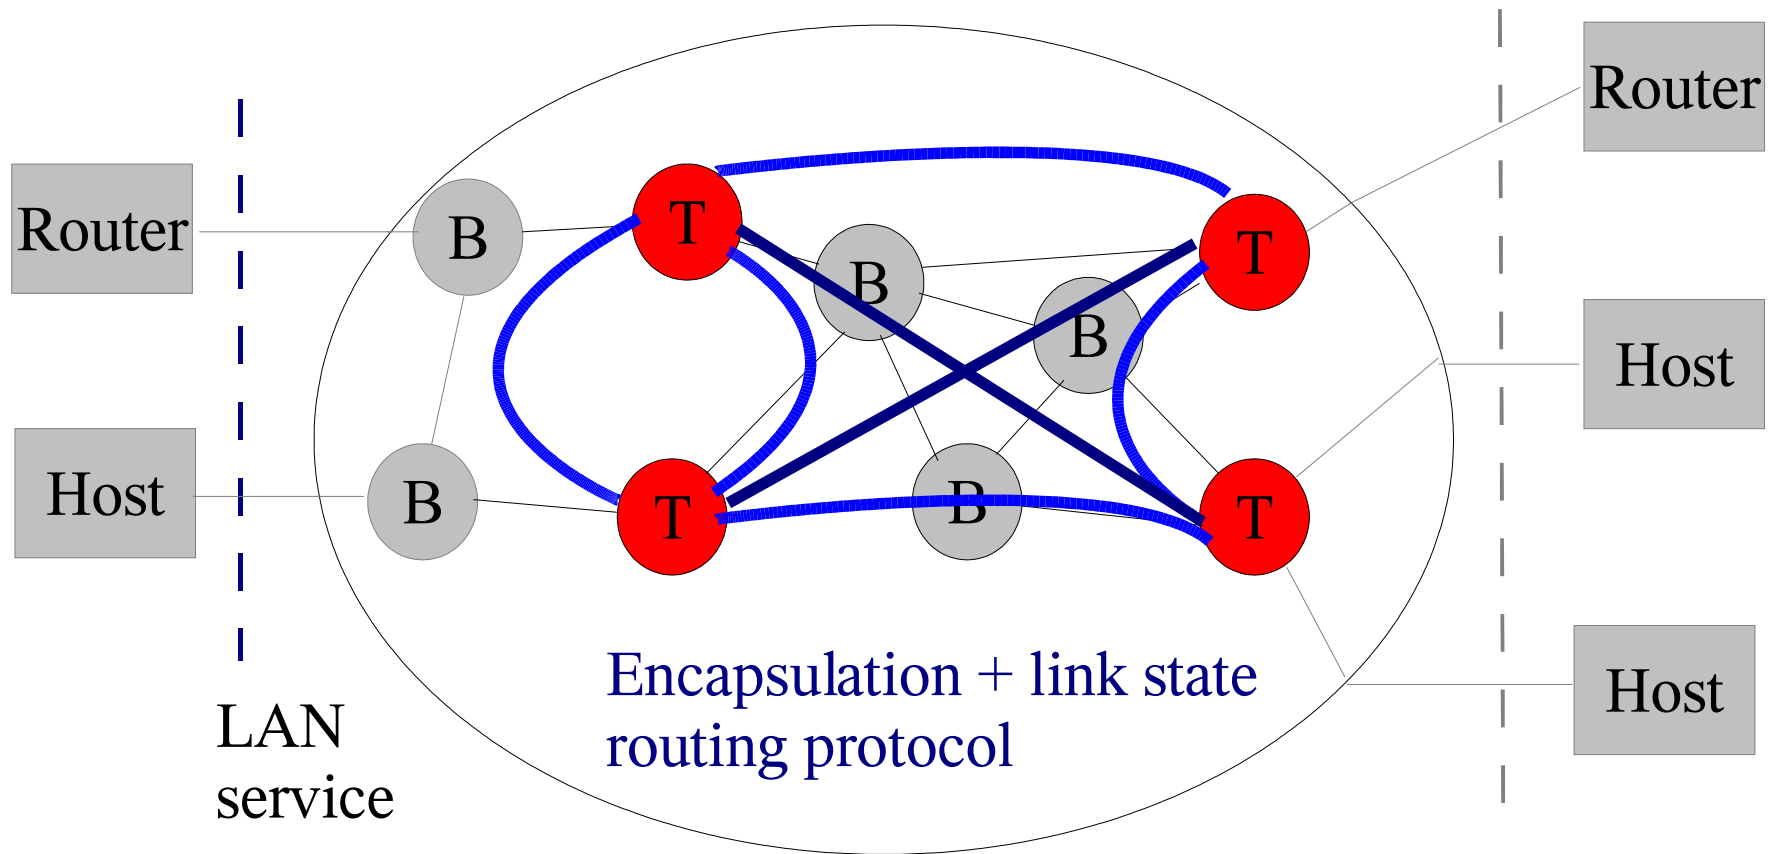 Router
Router
B
T
T
B
B
Host
Host
B
T
B
T
Encapsulation + link state
routing protocol
Host
LAN
service